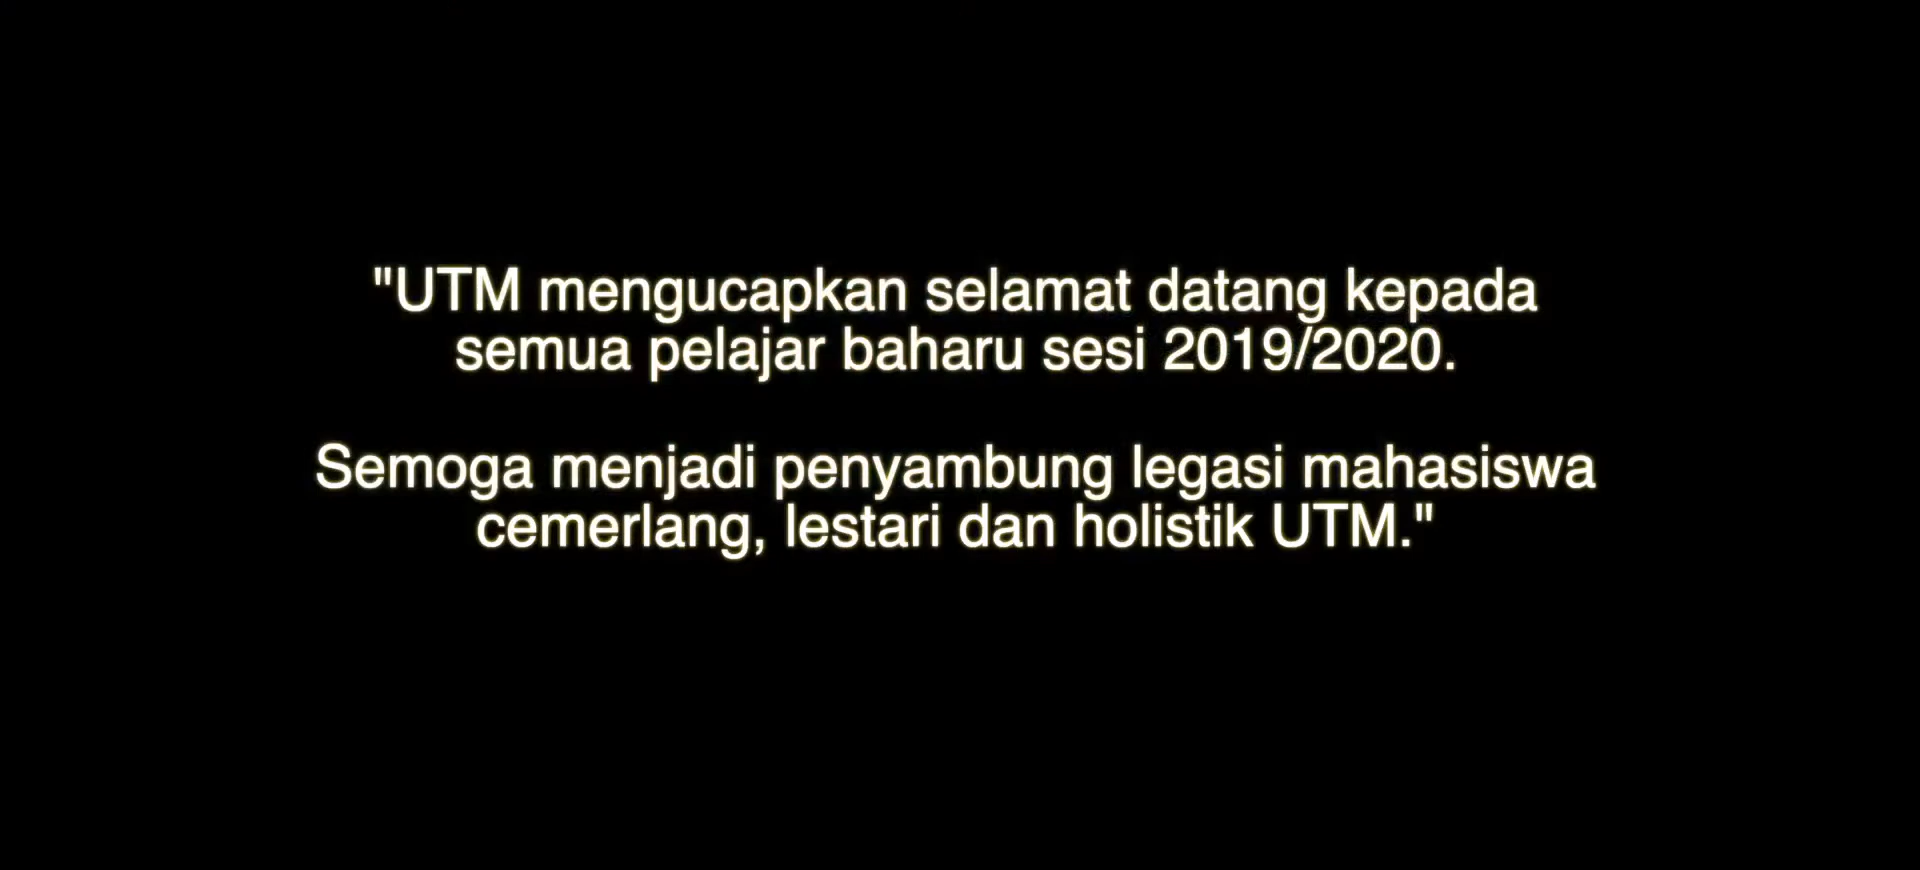 "UTM mengucapkan selamat datang kepada
semua pelajar baharu sesi 2019/2020.
Semoga menjadi penyambung legasi mahasiswa
cemerlang, lestari dan holistik UTM."